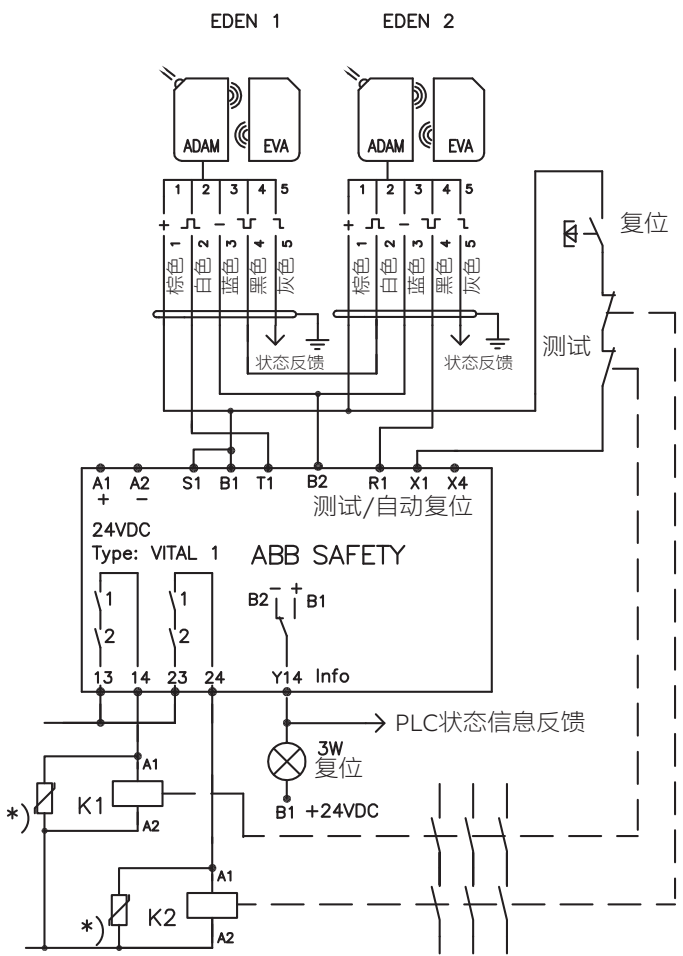 EDEN 1 EDEN 2
ADAM EVA ADAM EVA
1 2 3 4 5 1 2 3 4 5
+ − + −
1 2 3 4 5 1 2 3 4 5
棕色 白色 蓝色 黑色 灰色 棕色 白色 蓝色 黑色 灰色
复位
测试
状态反馈 状态反馈
A1 A2 S1 B1 T1 B2 R1 X1 X4
+ −
测试/自动复位
24VDC
Type: VITAL 1 ABB SAFETY
− +
B2 B1
1 1
2 2
13 14 23 24 Y14 Info
PLC状态信息反馈
3W
复位
A1
*) K1
A2
B1 +24VDC
A1
*) K2
A2